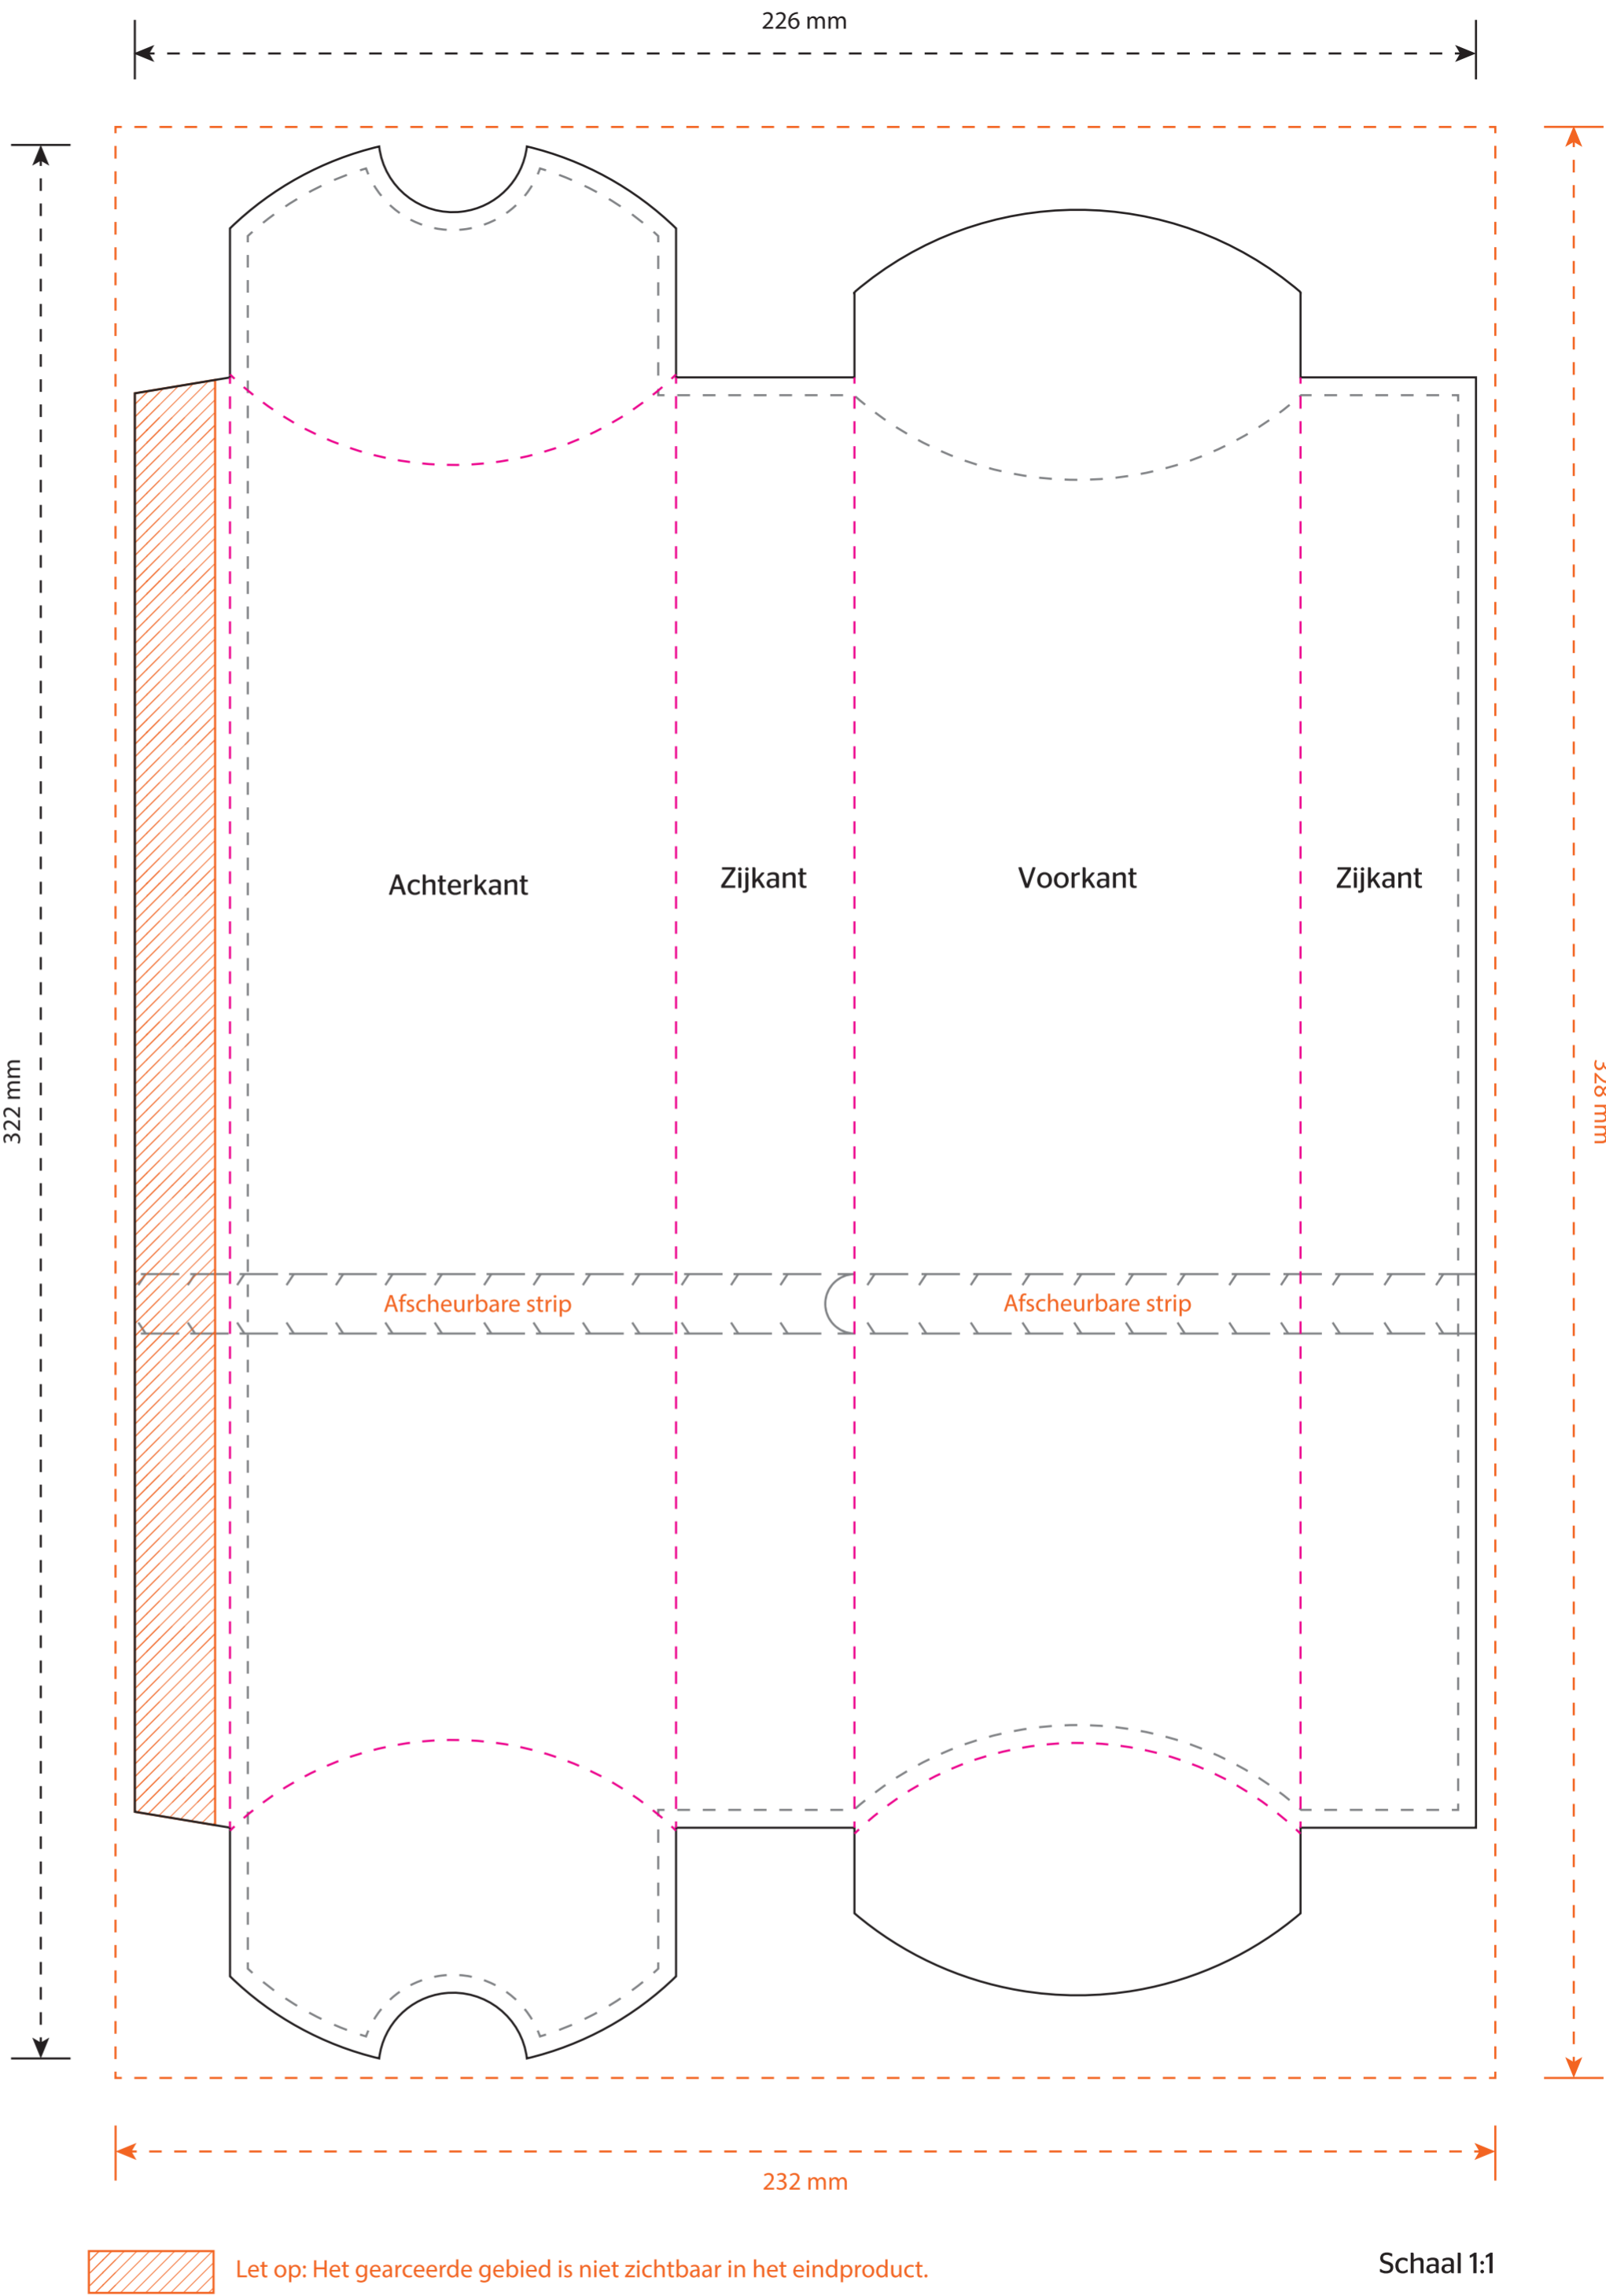 226 mm
Achterkant
Zijkant
Voorkant
Zijkant
322 mm
328 mm
Afscheurbare strip
Afscheurbare strip
232 mm
Let op: Het gearceerde gebied is niet zichtbaar in het eindproduct.
Schaal 1:1